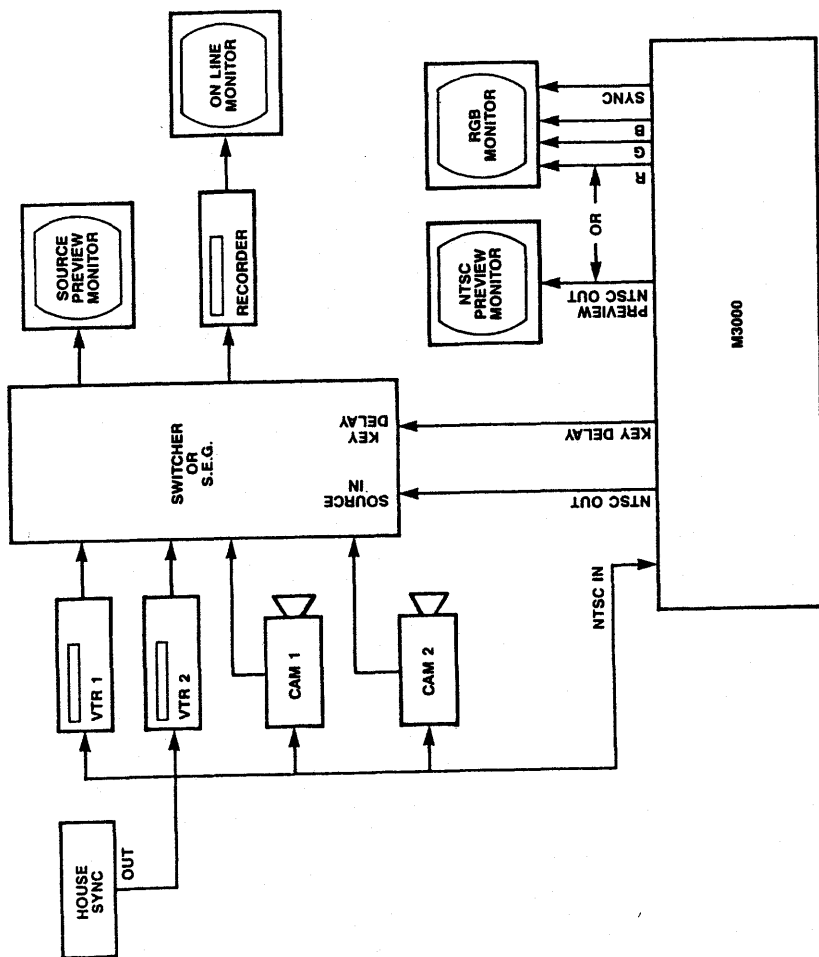 HOUSE
SYNC
OUT
VTR 1
VTR 2
CAM 1
CAM 2
SWITCHER
OR
S.E.G.
SOURCE
IN
KEY
DELAY
SOURCE
PREVIEW
MONITOR
RECORDER
ON LINE
MONITOR
NTSC IN
NTSC OUT
KEY DELAY
PREVIEW
NTSC OUT
NTSC
PREVIEW
MONITOR
OR
R
G
B
SYNC
RGB
MONITOR
M3000